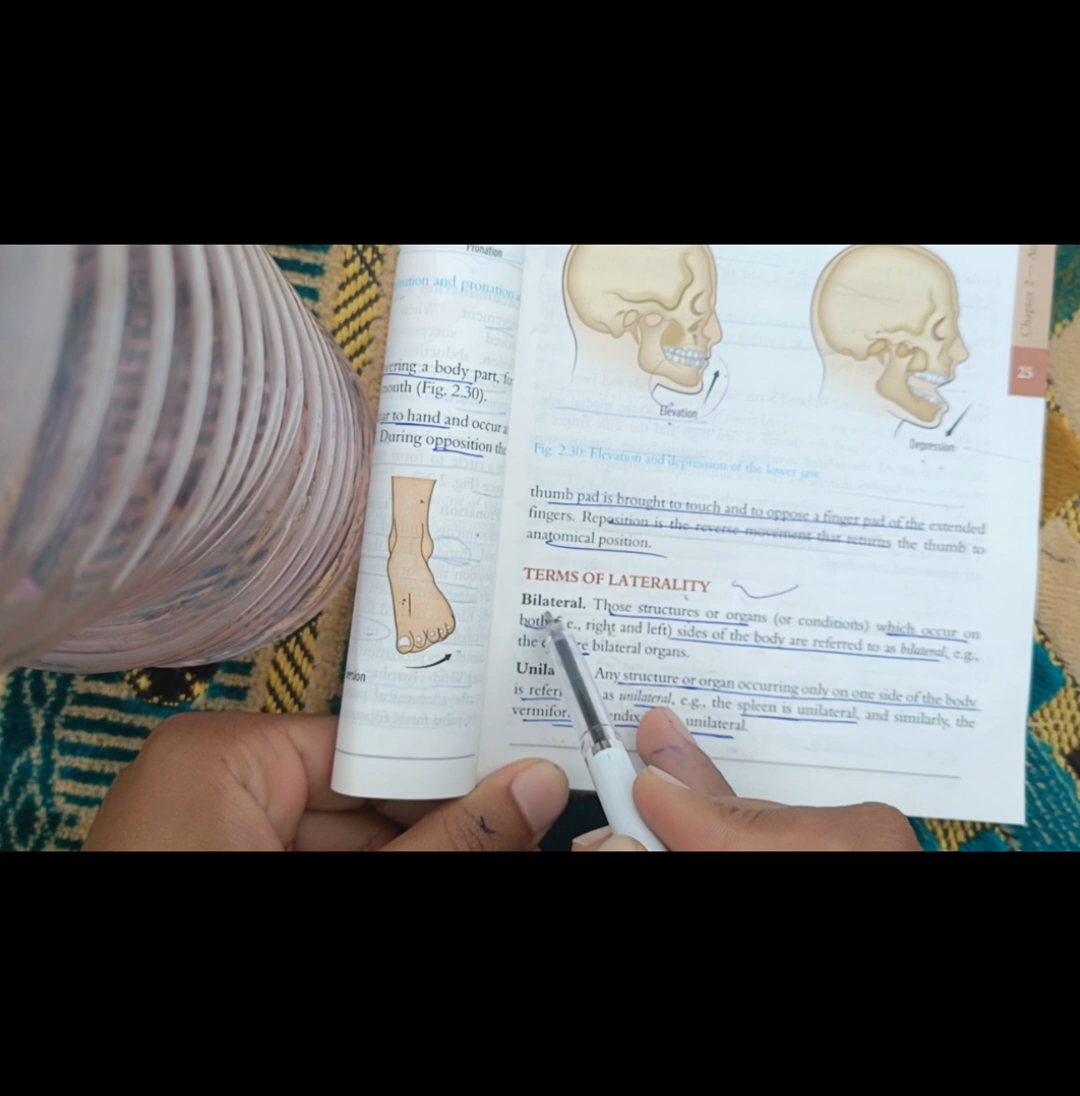 Pronation
and pronation
a body part, fo
mouth (Fig. 2.30).
to hand and occur
During opposition the
Elevation
Depression
Fig. 2.30: Elevation and depression of the lower jaw
Chapter 2 —
25
thumb pad is brought to touch and to oppose a finger pad of the extended
fingers. Reposition is the reverse movement that returns the thumb to
anatomical position.
TERMS OF LATERALITY
Bilateral. Those structures or organs (or conditions) which occur on
both e., right and left) sides of the body are referred to as bilateral, e.g.,
the bilateral organs.
Unila Any structure or organ occurring only on one side of the body
is refer as unilateral, e.g., the spleen is unilateral, and similarly, the
vermifor ndix unilateral.